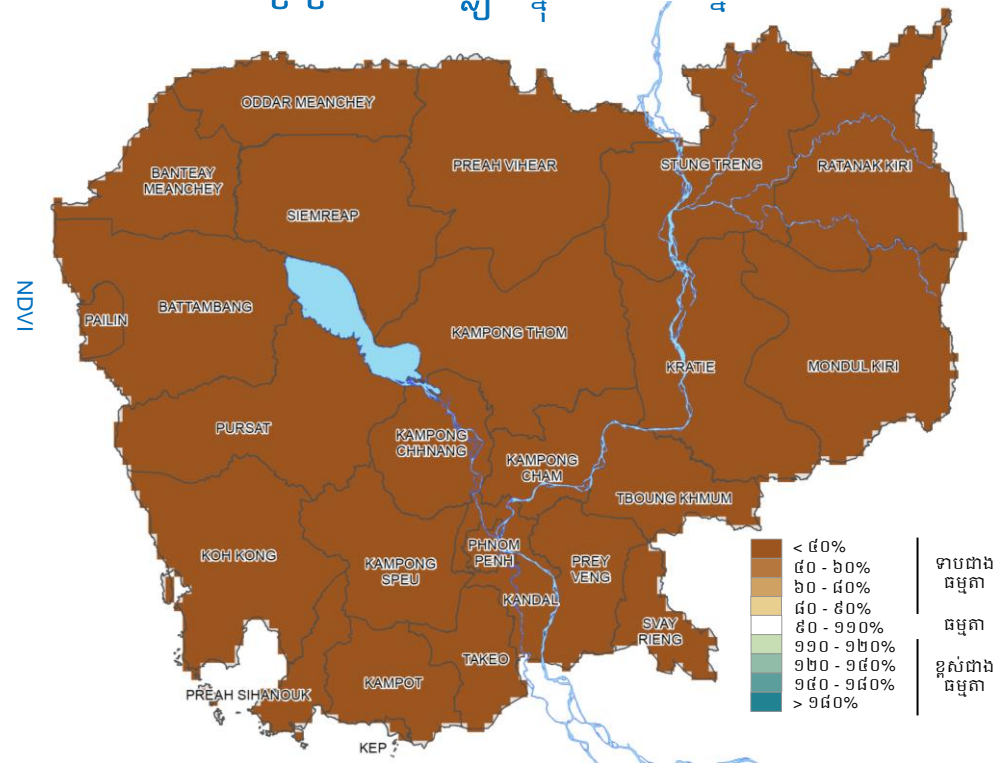 ODDAR MEANCHEY
PREAH VIHEAR
STUNG TRENG
RATANAK KIRI
BANTEAY
MEANCHEY
SIEMREAP
NDVI
PAILIN
BATTAMBANG
KAMPONG THOM
KRATIE
MONDUL KIRI
PURSAT
KAMPONG
CHHNANG
KAMPONG
CHAM
TBOUNG KHMUM
KOH KONG
KAMPONG
SPEU
PHNOM
PENH
PREY
VENG
KANDAL
SVAY
RIENG
TAKEO
KAMPOT
PREAH SIHANOUK
KEP
< ៤០%
៤០ - ៦០%
៦០ - ៨០%
៨០ - ៩០%
៩០ - ១១០%
១១០ - ១២០%
១២០ - ១៤០%
១៤០ - ១៨០%
> ១៨០%
ទាបជាង
ធម្មតា
ធម្មតា
ខ្ពស់ជាង
ធម្មតា